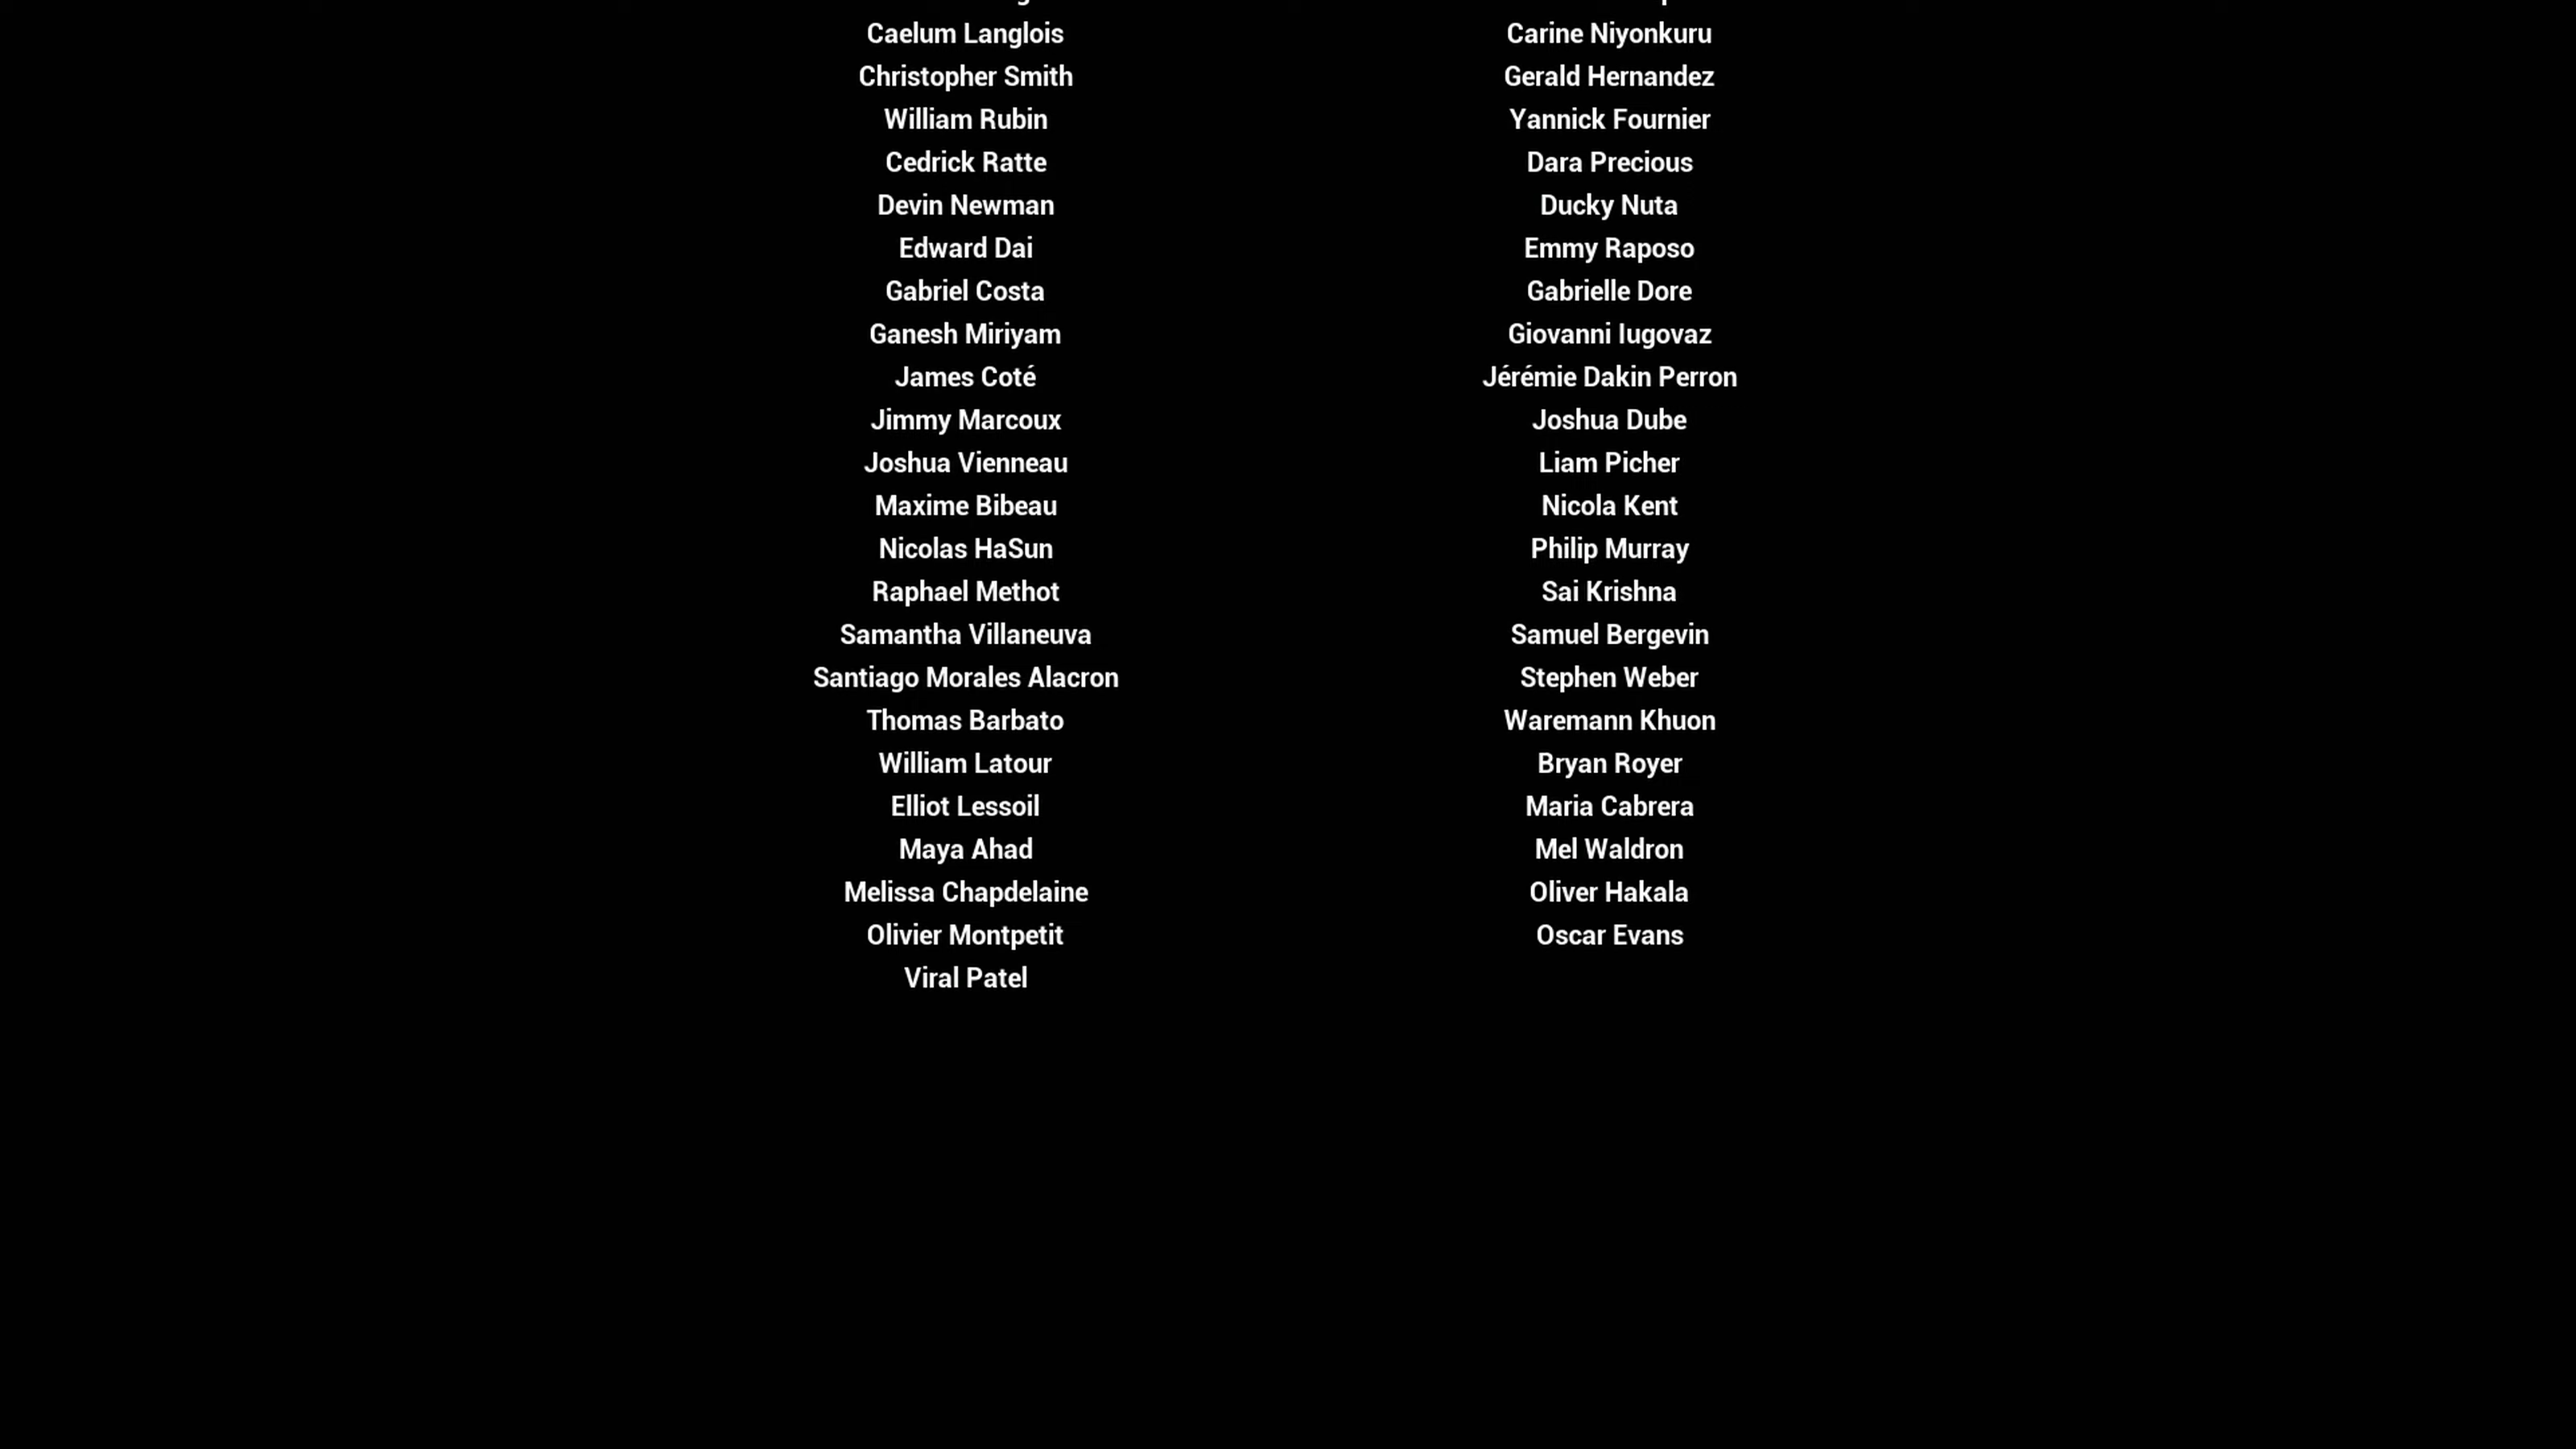 Caelum Langlois
Carine Niyonkuru
Christopher Smith
Gerald Hernandez
William Rubin
Yannick Fournier
Cedrick Ratte
Dara Precious
Devin Newman
Ducky Nuta
Edward Dai
Emmy Raposo
Gabriel Costa
Gabrielle Dore
Ganesh Miriyam
Giovanni Iugovaz
James Coté
Jérémie Dakin Perron
Jimmy Marcoux
Joshua Dube
Joshua Vienneau
Liam Picher
Maxime Bibeau
Nicola Kent
Nicolas HaSun
Philip Murray
Raphael Methot
Sai Krishna
Samantha Villaneuva
Samuel Bergevin
Santiago Morales Alacron
Stephen Weber
Thomas Barbato
Waremann Khuon
William Latour
Bryan Royer
Elliot Lessoil
Maria Cabrera
Maya Ahad
Mel Waldron
Melissa Chapdelaine
Oliver Hakala
Olivier Montpetit
Oscar Evans
Viral Patel